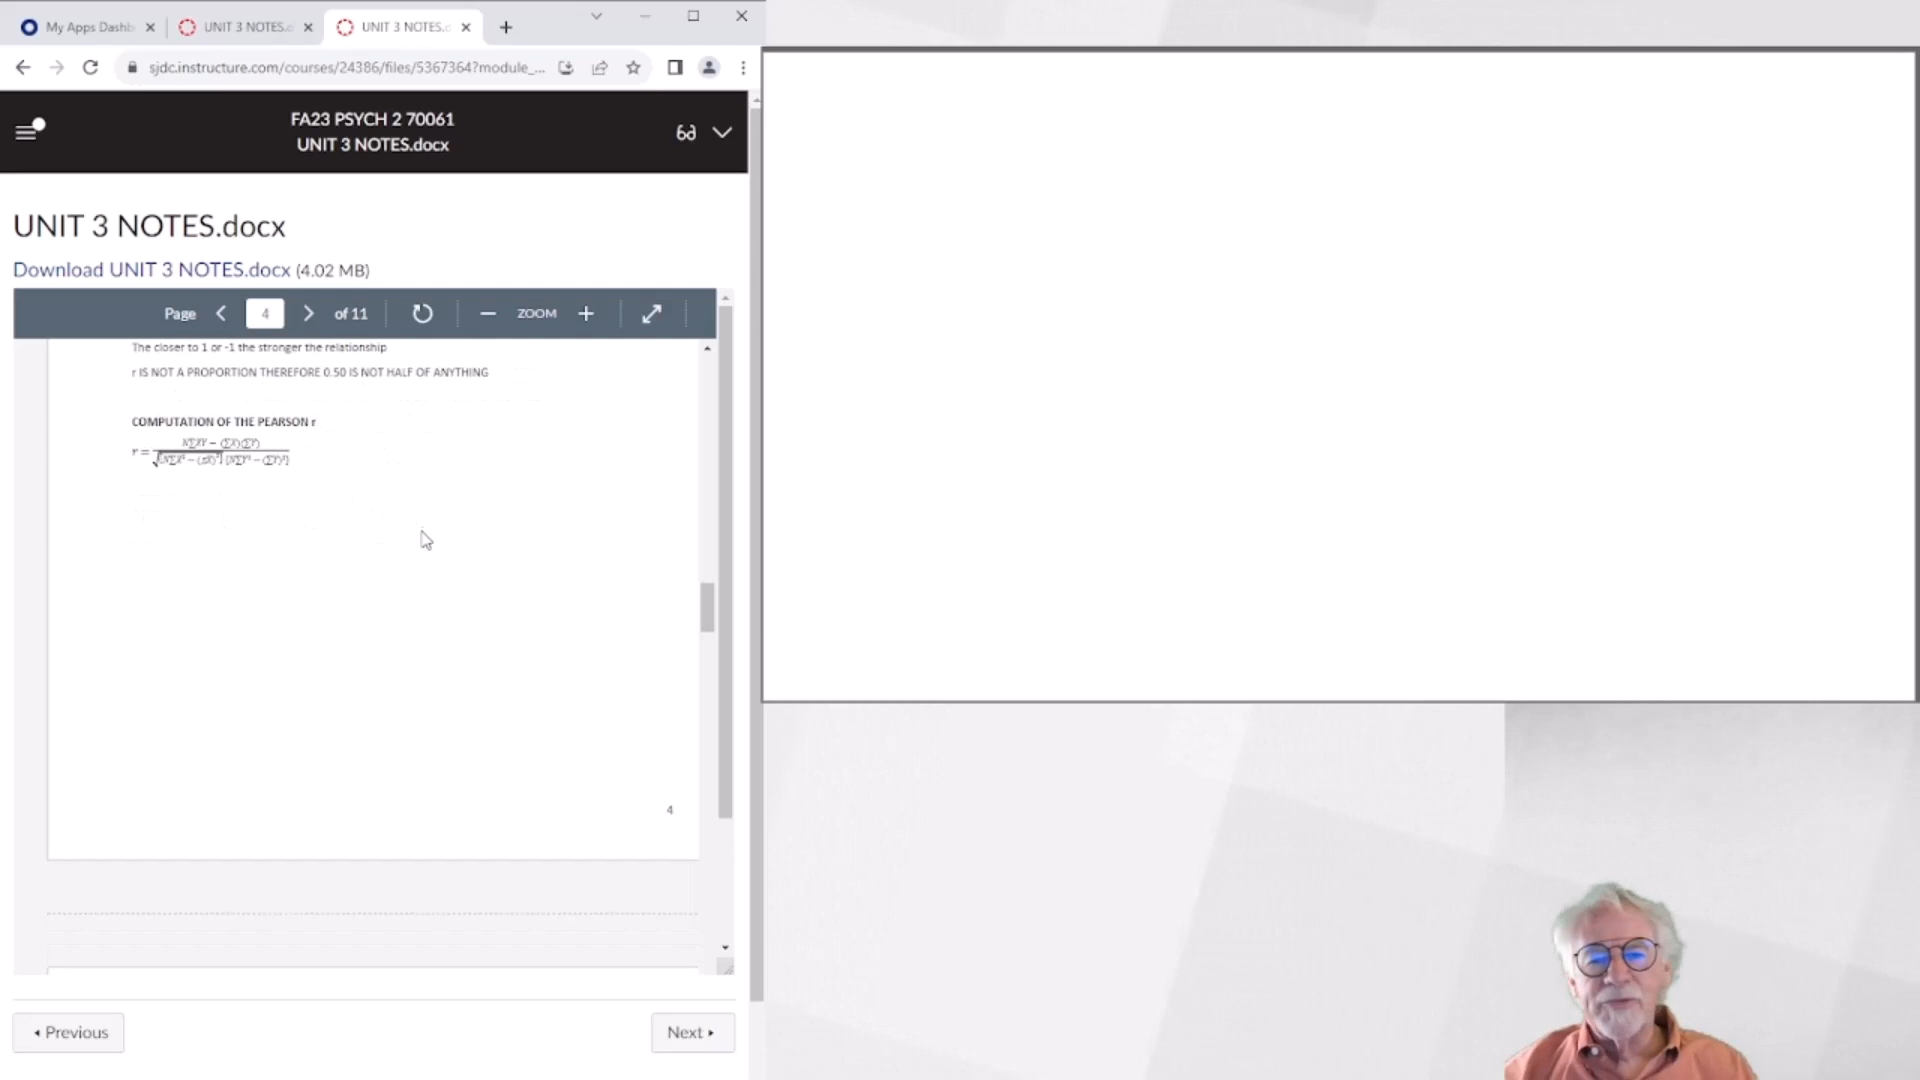 My Apps Dashb
UNIT 3 NOTES.
UNIT 3 NOTES.
sjdc.instructure.com/courses/24386/files/5367364?module_...
FA23 PSYCH 2 70061
UNIT 3 NOTES.docx
UNIT 3 NOTES.docx
Download UNIT 3 NOTES.docx (4.02 MB)
Page 4 of 11 ZOOM
The closer to 1 or -1 the stronger the relationship
r IS NOT A PROPORTION THEREFORE 0.50 IS NOT HALF OF ANYTHING
COMPUTATION OF THE PEARSON r
r = N∑XY − (∑X)(∑Y)
4
Previous
Next